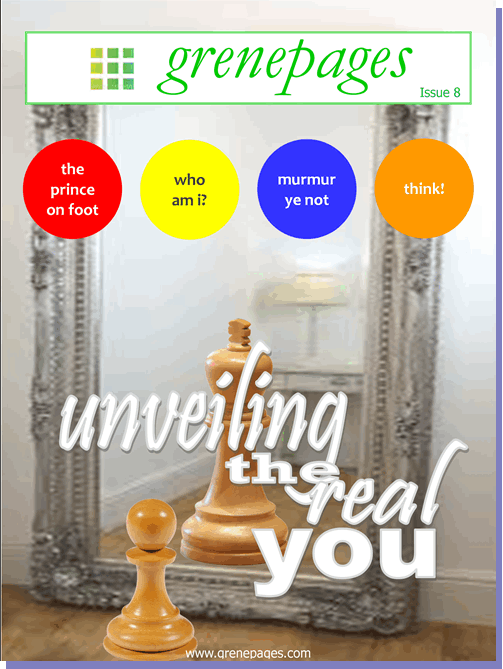 grenepages
Issue 8
the
prince
on foot
who
am i?
murmur
ye not
think!
unveiling
the
real
you
www.grenepages.com